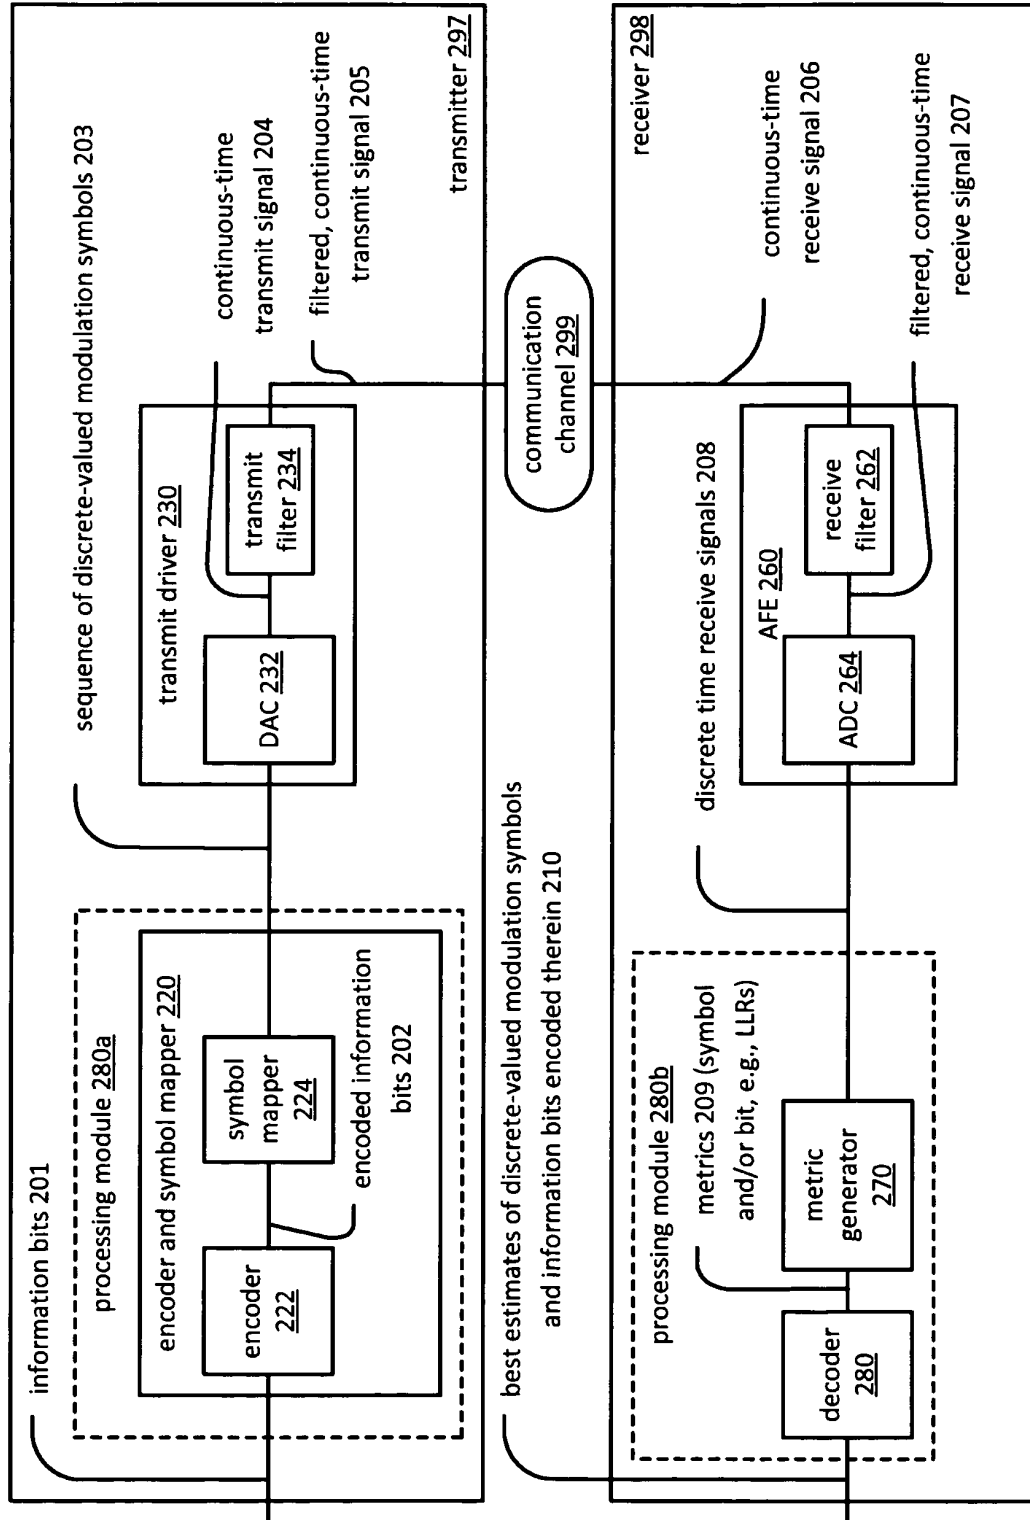 information bits 201
processing module 280a
encoder and symbol mapper 220
encoder
222
symbol
mapper
224
encoded information
bits 202
sequence of discrete-valued modulation symbols 203
transmit driver 230
DAC 232
transmit
filter 234
continuous-time
transmit signal 204
filtered, continuous-time
transmit signal 205
transmitter 297
communication
channel 299
best estimates of discrete-valued modulation symbols
and information bits encoded therein 210
processing module 280b
metrics 209 (symbol
and/or bit, e.g., LLRs)
decoder
280
metric
generator
270
discrete time receive signals 208
AFE 260
ADC 264
receive
filter 262
receiver 298
continuous-time
receive signal 206
filtered, continuous-time
receive signal 207